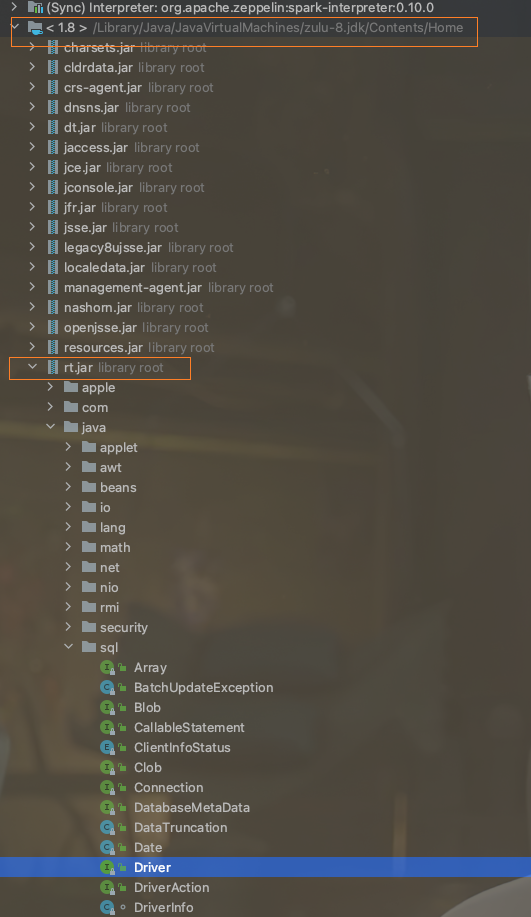 (Sync) Interpreter: org.apache.zeppelin:spark-interpreter:0.10.0
< 1.8 > /Library/Java/JavaVirtualMachines/zulu-8.jdk/Contents/Home
charsets.jar library root
cldrdata.jar library root
crs-agent.jar library root
dnsns.jar library root
dt.jar library root
jaccess.jar library root
jce.jar library root
jconsole.jar library root
jfr.jar library root
jsse.jar library root
legacy8ujsse.jar library root
localedata.jar library root
management-agent.jar library root
nashorn.jar library root
openjsse.jar library root
resources.jar library root
rt.jar library root
apple
com
java
applet
awt
beans
io
lang
math
net
nio
rmi
security
sql
I Array
C BatchUpdateException
I Blob
I CallableStatement
E ClientInfoStatus
I Clob
I Connection
I DatabaseMetaData
C DataTruncation
C Date
I Driver
I DriverAction
C DriverInfo